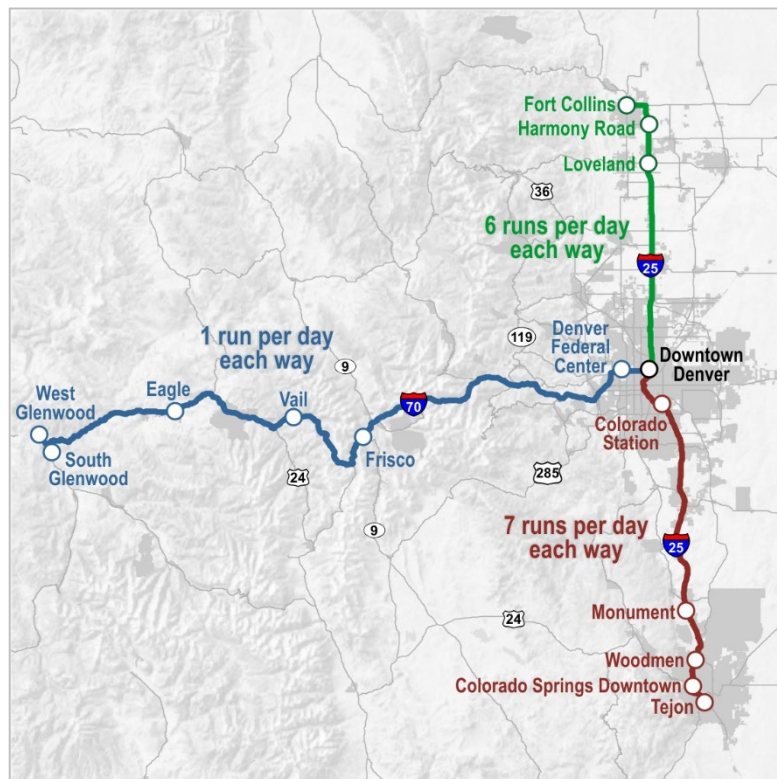 Fort Collins
Harmony Road
Loveland
36
6 runs per day
each way
25
Denver
Federal
Center
119
1 run per day
each way
9
Downtown
Denver
West
Glenwood
Eagle
Vail
70
Colorado
Station
South
Glenwood
Frisco
24
285
9
7 runs per day
each way
25
Monument
24
Woodmen
Colorado Springs Downtown
Tejon